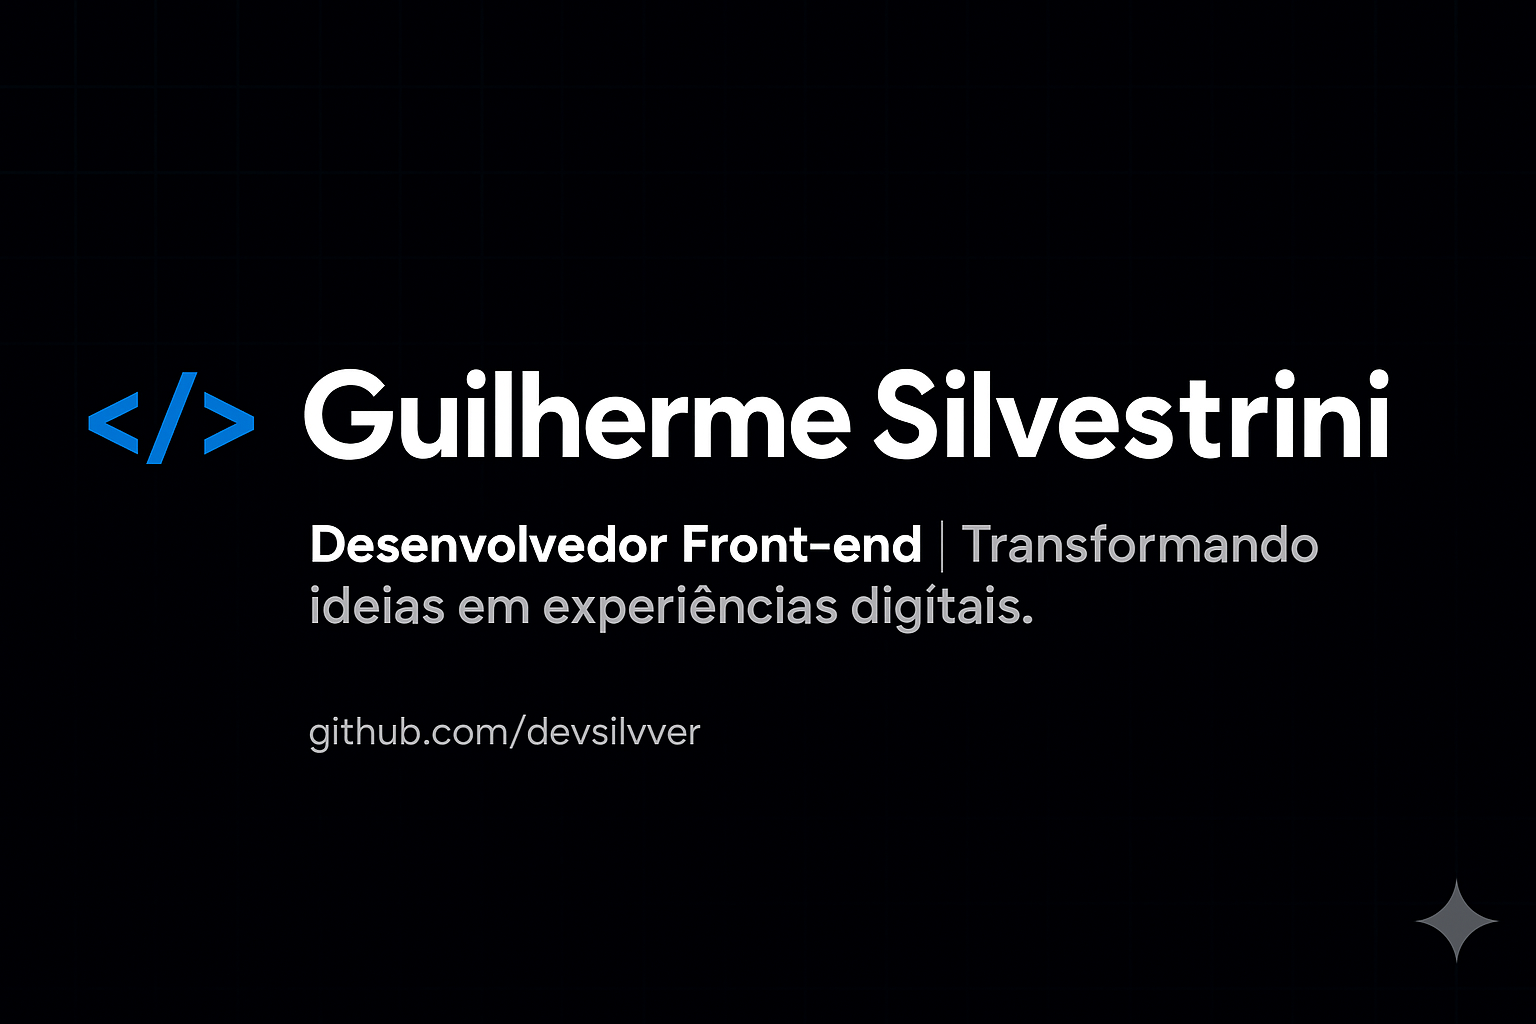 </> Guilherme Silvestrini
Desenvolvedor Front-end | Transformando
ideias em experiências digítais.
github.com/devsilvver